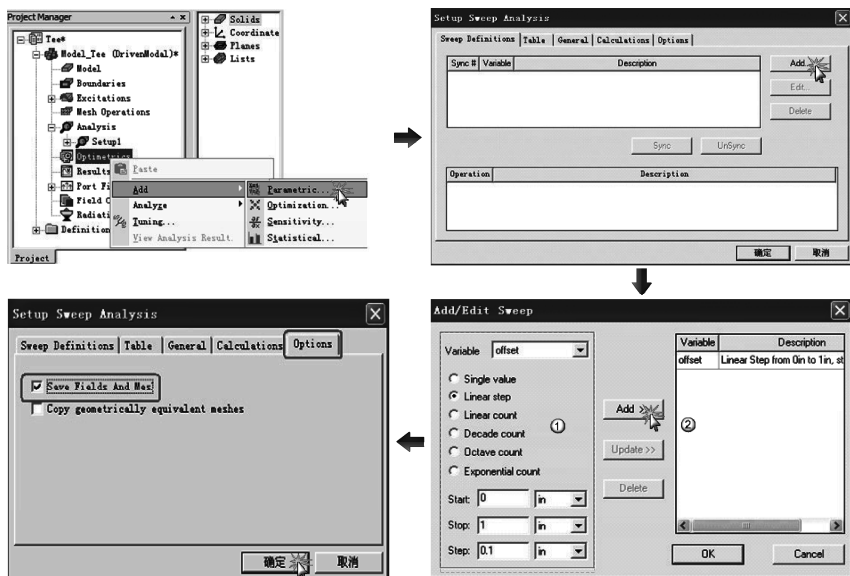 Project Manager
Tee*
Model_Tee (DrivenModal)*
Model
Boundaries
Excitations
Mesh Operations
Analysis
Setup1
Optimetrics
Results
Port Fi
Field O
Radiati
Definition
Project
Solids
Coordinate
Planes
Lists
Paste
Add
Analyze
Tuning...
View Analysis Result.
Parametric...
Optimization...
Sensitivity...
Statistical...
Setup Sweep Analysis
Sweep Definitions Table General Calculations Options
Sync # Variable Description
Add...
Edit...
Delete
Sync UnSync
Operation Description
确定 取消
Add/Edit Sweep
Variable offset
Single value
Linear step
Linear count
Decade count
Octave count
Exponential count
①
Start: 0 in
Stop: 1 in
Step: 0.1 in
Add >>
Update >>
Delete
Variable Description
offset Linear Step from 0in to 1in, st
②
OK Cancel
Setup Sweep Analysis
Sweep Definitions Table General Calculations Options
Save Fields And Mes
Copy geometrically equivalent meshes
确定 取消